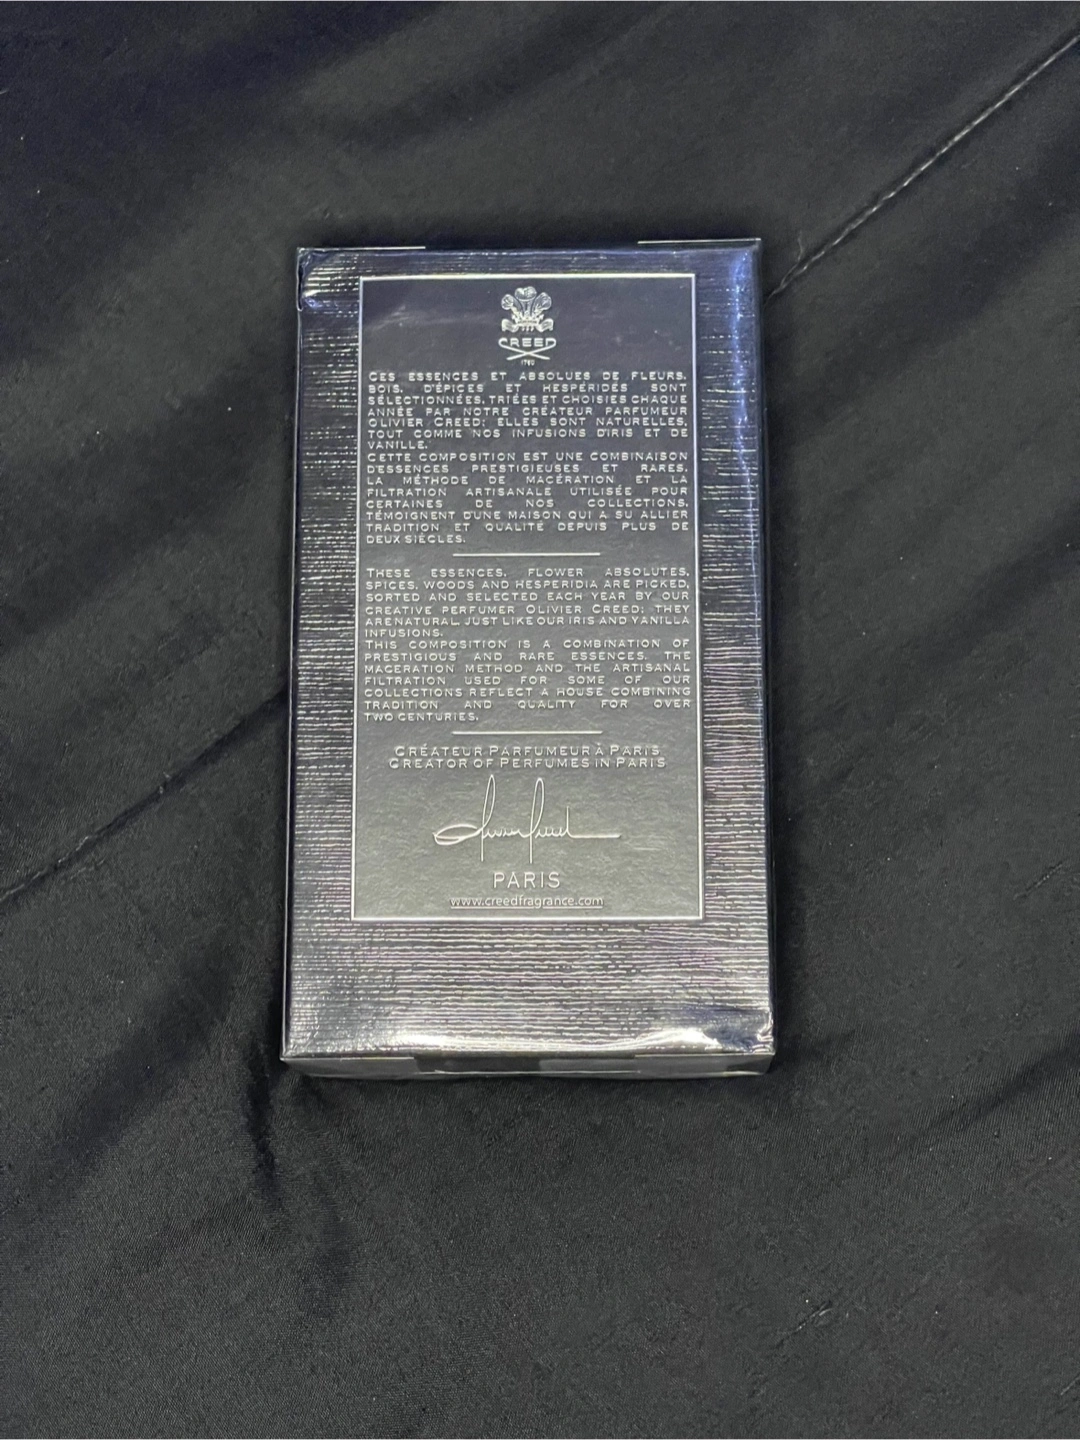 CREED
1760
CES ESSENCES ET ABSOLUES DE FLEURS,
BOIS, D'ÉPICES ET HESPÉRIDÉS SONT
SÉLECTIONNÉES, TRIÉES ET CHOISIES CHAQUE
ANNÉE PAR NOTRE CRÉATEUR PARFUMEUR
OLIVIER CREED: ELLES SONT NATURELLES,
TOUT COMME NOS INFUSIONS D'IRIS ET DE
VANILLE.
CETTE COMPOSITION EST UNE COMBINAISON
D'ESSENCES PRESTIGIEUSES ET RARES.
LA MÉTHODE DE MACÉRATION ET LA
FILTRATION ARTISANALE UTILISÉE POUR
CERTAINES DE NOS COLLECTIONS,
TÉMOIGNENT D'UNE MAISON QUI A SU ALLIER
TRADITION ET QUALITÉ DEPUIS PLUS DE
DEUX SIÈCLES.
THESE ESSENCES, FLOWER ABSOLUTES,
SPICES, WOODS AND HESPERIDIA ARE PICKED,
SORTED AND SELECTED EACH YEAR BY OUR
CREATIVE PERFUMER OLIVIER CREED: THEY
ARE NATURAL, JUST LIKE OUR IRIS AND VANILLA
INFUSIONS.
THIS COMPOSITION IS A COMBINATION OF
PRESTIGIOUS AND RARE ESSENCES. THE
MACERATION METHOD AND THE ARTISANAL
FILTRATION USED FOR SOME OF OUR
COLLECTIONS REFLECT A HOUSE COMBINING
TRADITION AND QUALITY FOR OVER
TWO CENTURIES.
CRÉATEUR PARFUMEUR À PARIS
CREATOR OF PERFUMES IN PARIS
Olivier Creed
PARIS
www.creedfragrance.com